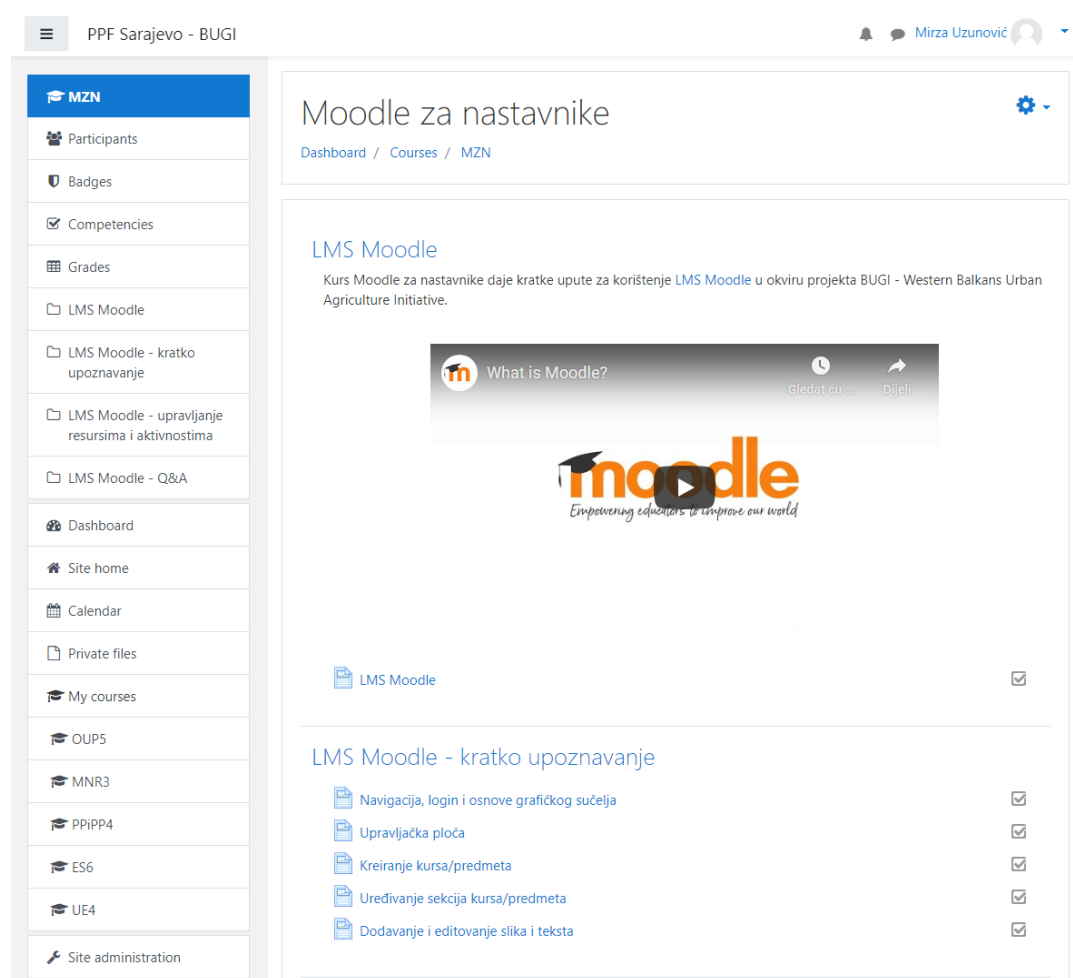 PPF Sarajevo - BUGI
Mirza Uzunović
MZN
Participants
Badges
Competencies
Grades
LMS Moodle
LMS Moodle - kratko
upoznavanje
LMS Moodle - upravljanje
resursima i aktivnostima
LMS Moodle - Q&A
Dashboard
Site home
Calendar
Private files
My courses
OUP5
MNR3
PPiPP4
ES6
UE4
Site administration
Moodle za nastavnike
Dashboard / Courses / MZN
LMS Moodle
Kurs Moodle za nastavnike daje kratke upute za korištenje LMS Moodle u okviru projekta BUGI - Western Balkans Urban
Agriculture Initiative.
What is Moodle?
Gledat ću ...
Dijeli
moodle
Empowering educators to improve our world
LMS Moodle
LMS Moodle - kratko upoznavanje
Navigacija, login i osnove grafičkog sučelja
Upravljačka ploča
Kreiranje kursa/predmeta
Uređivanje sekcija kursa/predmeta
Dodavanje i editovanje slika i teksta